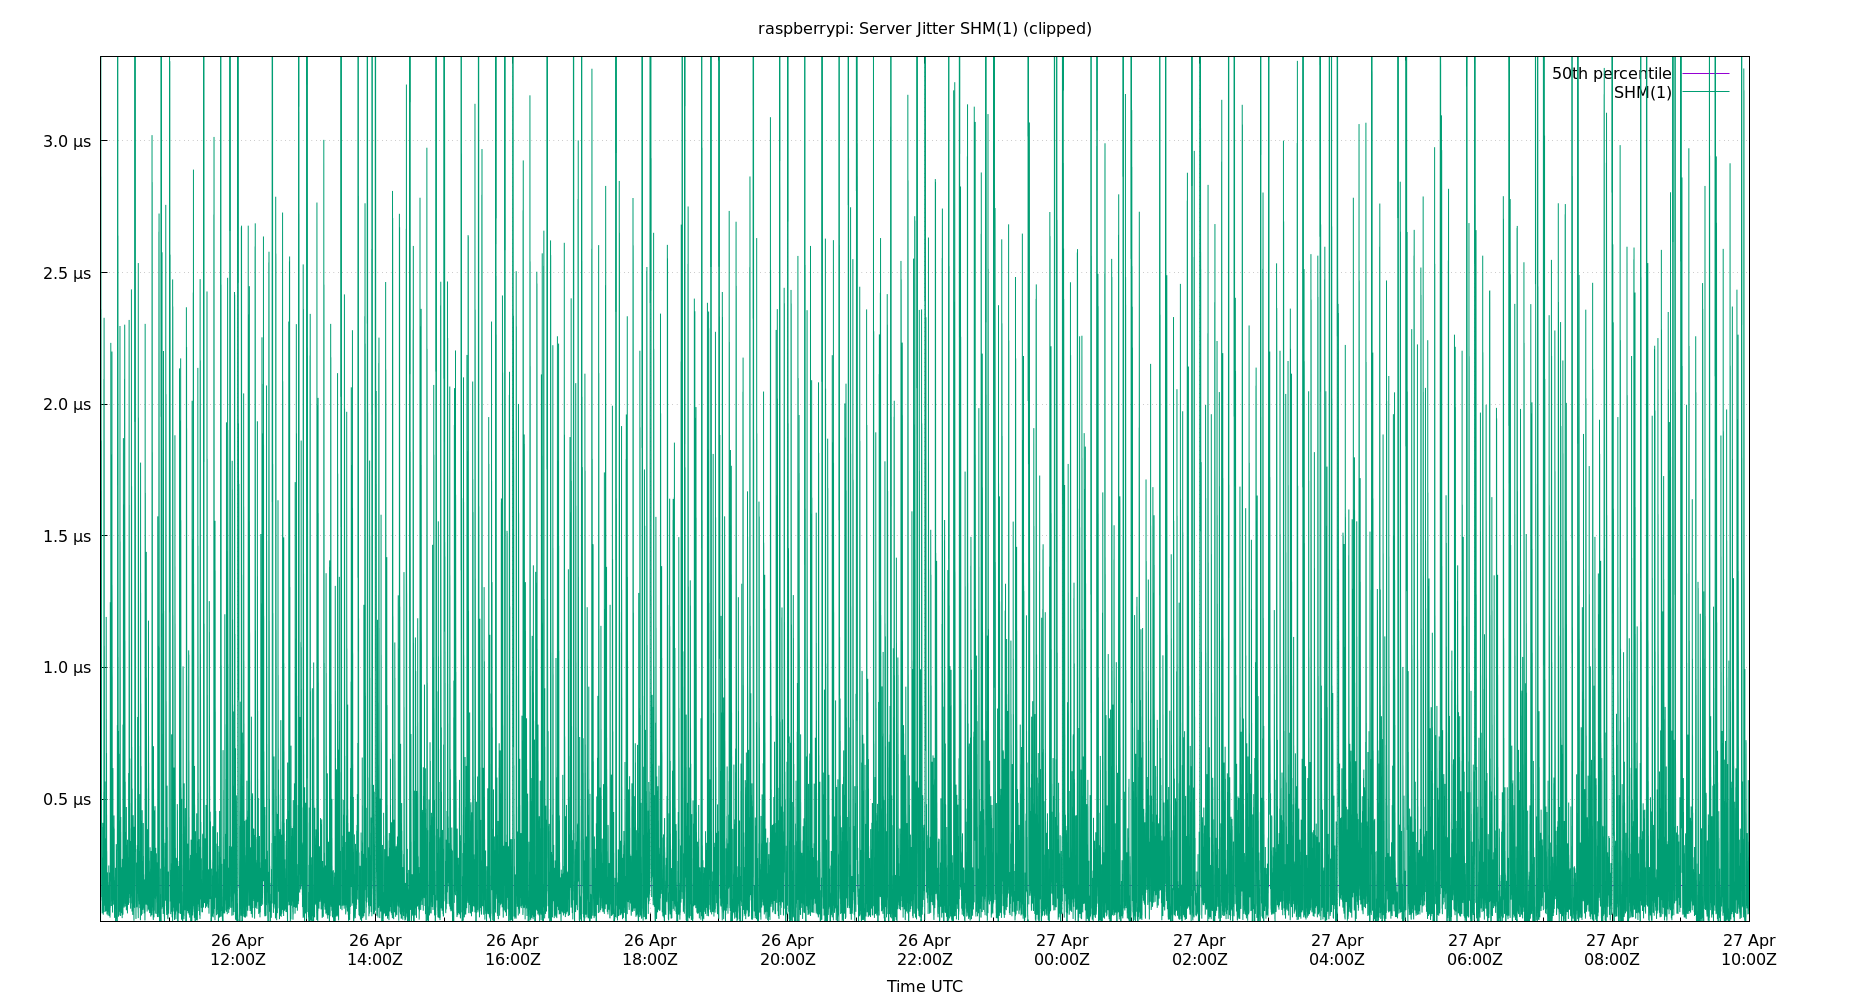 raspberrypi: Server Jitter SHM(1) (clipped)
50th percentile
SHM(1)
3.0 µs
2.5 µs
2.0 µs
1.5 µs
1.0 µs
0.5 µs
26 Apr 26 Apr 26 Apr 26 Apr 26 Apr 26 Apr 27 Apr 27 Apr 27 Apr 27 Apr 27 Apr 27 Apr
12:00Z 14:00Z 16:00Z 18:00Z 20:00Z 22:00Z 00:00Z 02:00Z 04:00Z 06:00Z 08:00Z 10:00Z
Time UTC